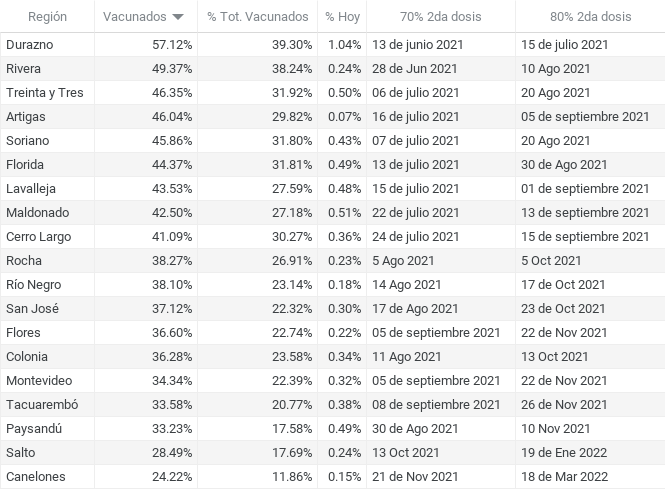 Región Vacunados % Tot. Vacunados % Hoy 70% 2da dosis 80% 2da dosis
Durazno 57.12% 39.30% 1.04% 13 de junio 2021 15 de julio 2021
Rivera 49.37% 38.24% 0.24% 28 de Jun 2021 10 Ago 2021
Treinta y Tres 46.35% 31.92% 0.50% 06 de julio 2021 20 Ago 2021
Artigas 46.04% 29.82% 0.07% 16 de julio 2021 05 de septiembre 2021
Soriano 45.86% 31.80% 0.43% 07 de julio 2021 20 Ago 2021
Florida 44.37% 31.81% 0.49% 13 de julio 2021 30 de Ago 2021
Lavalleja 43.53% 27.59% 0.48% 15 de julio 2021 01 de septiembre 2021
Maldonado 42.50% 27.18% 0.51% 22 de julio 2021 13 de septiembre 2021
Cerro Largo 41.09% 30.27% 0.36% 24 de julio 2021 15 de septiembre 2021
Rocha 38.27% 26.91% 0.23% 5 Ago 2021 5 Oct 2021
Río Negro 38.10% 23.14% 0.18% 14 Ago 2021 17 de Oct 2021
San José 37.12% 22.32% 0.30% 17 de Ago 2021 23 de Oct 2021
Flores 36.60% 22.74% 0.22% 05 de septiembre 2021 22 de Nov 2021
Colonia 36.28% 23.58% 0.34% 11 Ago 2021 13 Oct 2021
Montevideo 34.34% 22.39% 0.32% 05 de septiembre 2021 22 de Nov 2021
Tacuarembó 33.58% 20.77% 0.38% 08 de septiembre 2021 26 de Nov 2021
Paysandú 33.23% 17.58% 0.49% 30 de Ago 2021 10 Nov 2021
Salto 28.49% 17.69% 0.24% 13 Oct 2021 19 de Ene 2022
Canelones 24.22% 11.86% 0.15% 21 de Nov 2021 18 de Mar 2022